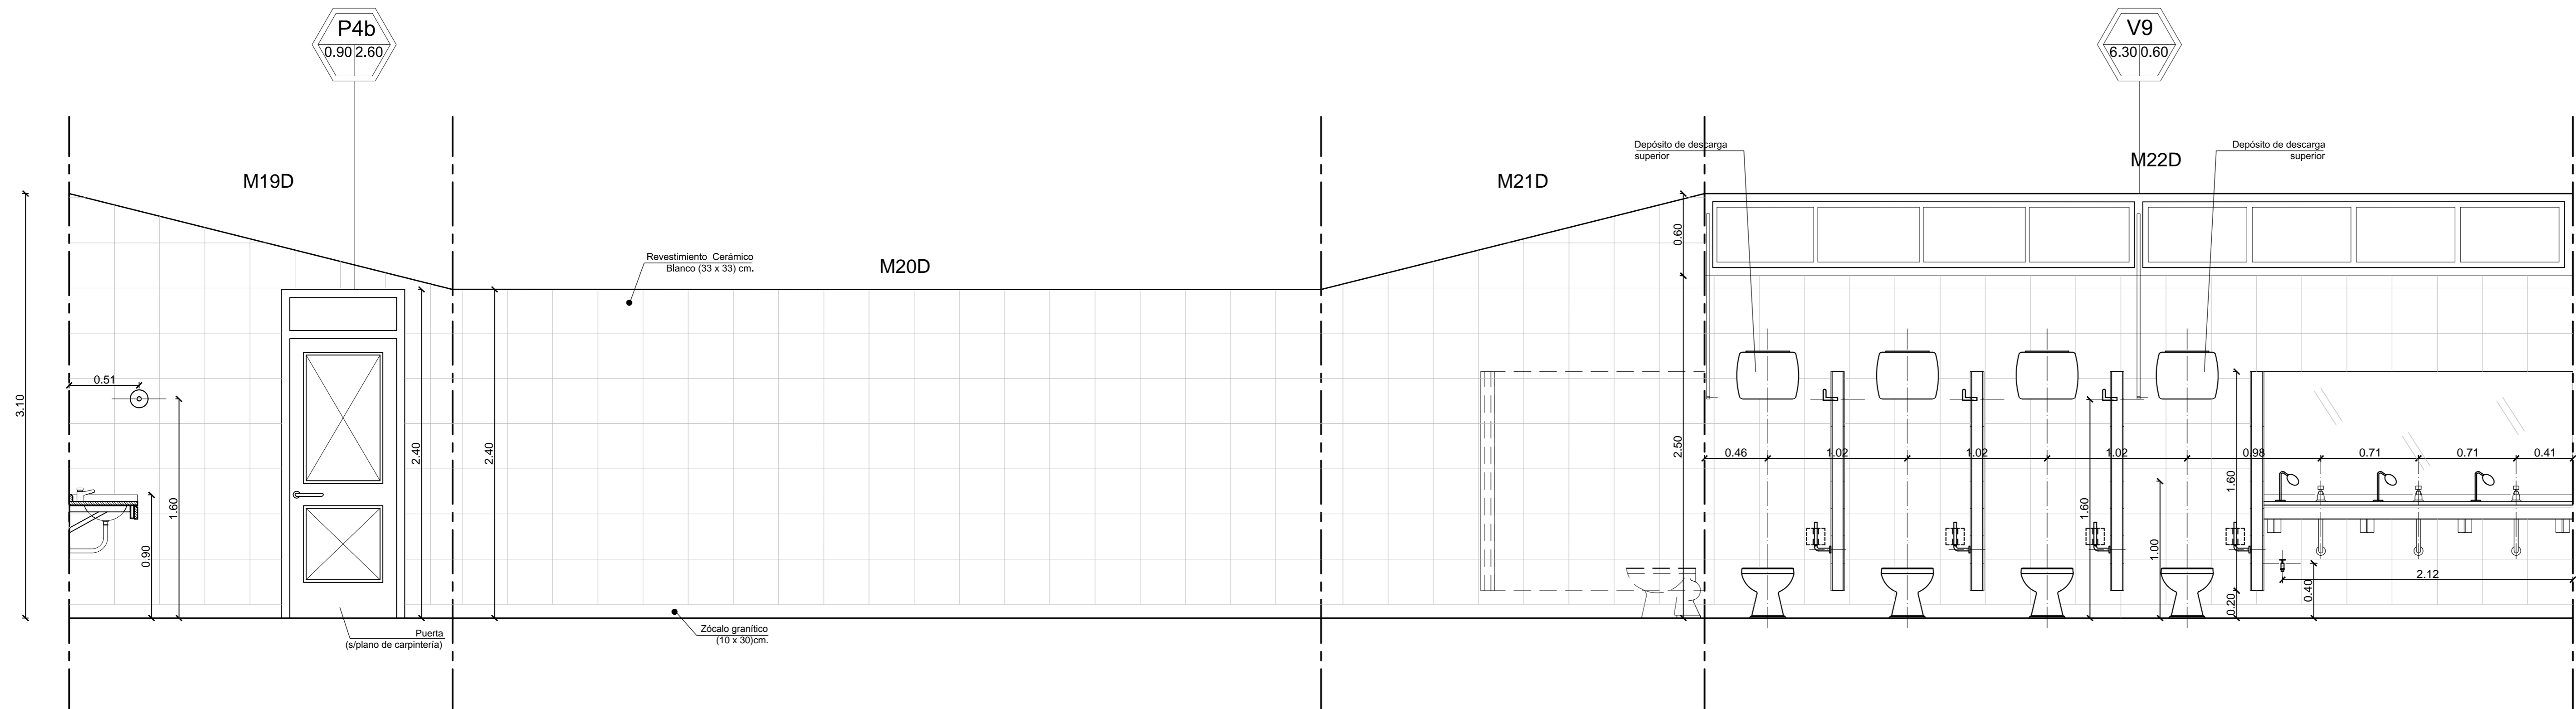 P4b
0.90 2.60
V9
6.30 0.60
Depósito de descarga
superior
Depósito de descarga
superior
M19D
M20D
M21D
M22D
Revestimiento Cerámico
Blanco (33 x 33) cm.
3.10
0.51
1.60
0.90
2.40
2.40
0.60
2.50
0.46
1.02
1.02
1.02
0.98
0.71
0.71
0.41
1.60
1.00
1.60
0.20
0.40
2.12
Puerta
(s/plano de carpintería)
Zócalo granítico
(10 x 30)cm.